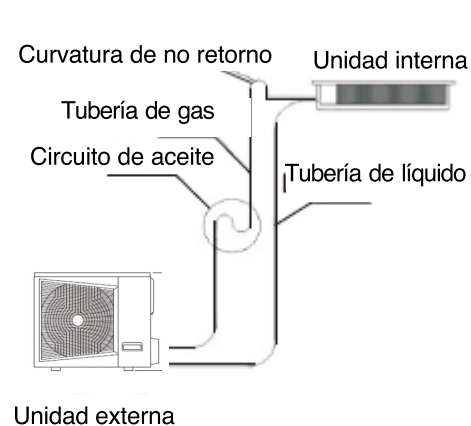 Curvatura de no retorno
Unidad interna
Tubería de gas
Circuito de aceite
Tubería de líquido
Unidad externa